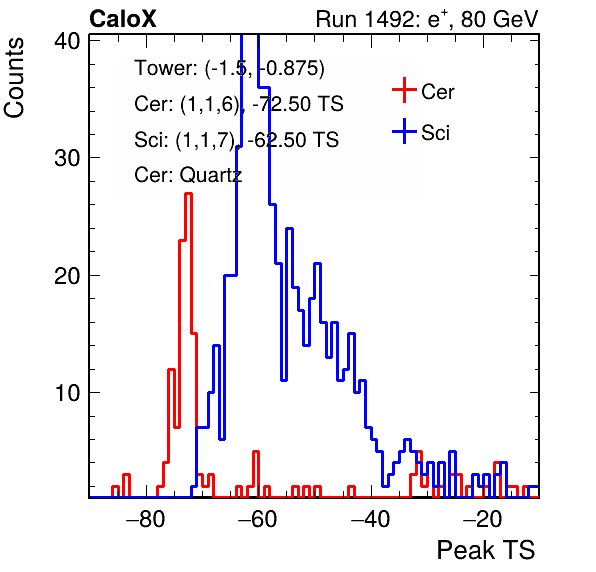 CaloX Run 1492: e⁺, 80 GeV
Counts
40
Tower: (-1.5, -0.875)
Cer
Cer: (1,1,6), -72.50 TS
Sci
Sci: (1,1,7), -62.50 TS
30
Cer: Quartz
20
10
−80 −60 −40 −20
Peak TS